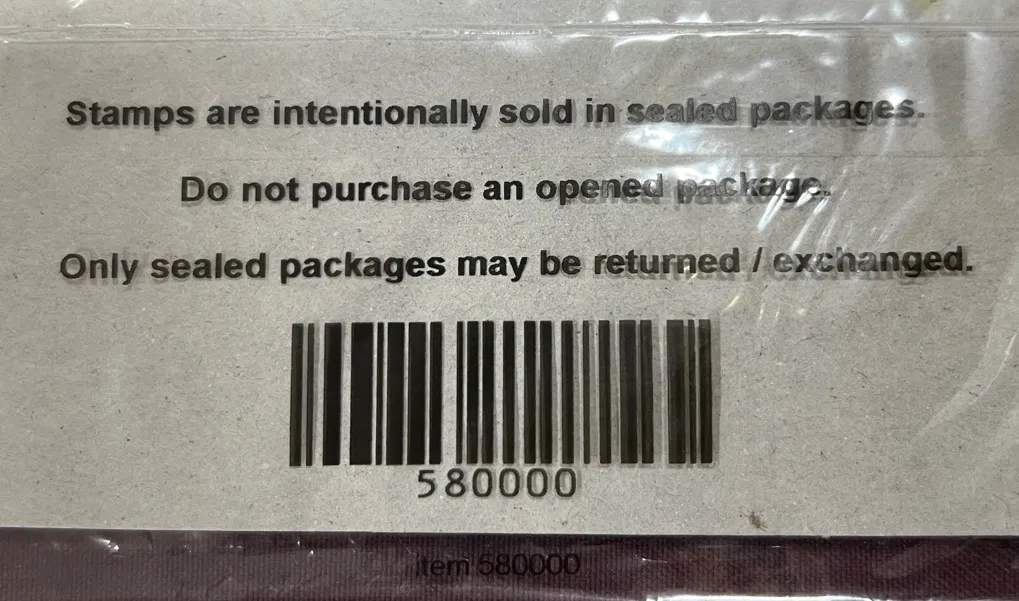 Stamps are intentionally sold in sealed packages.
Do not purchase an opened package.
Only sealed packages may be returned / exchanged.
580000
item 580000